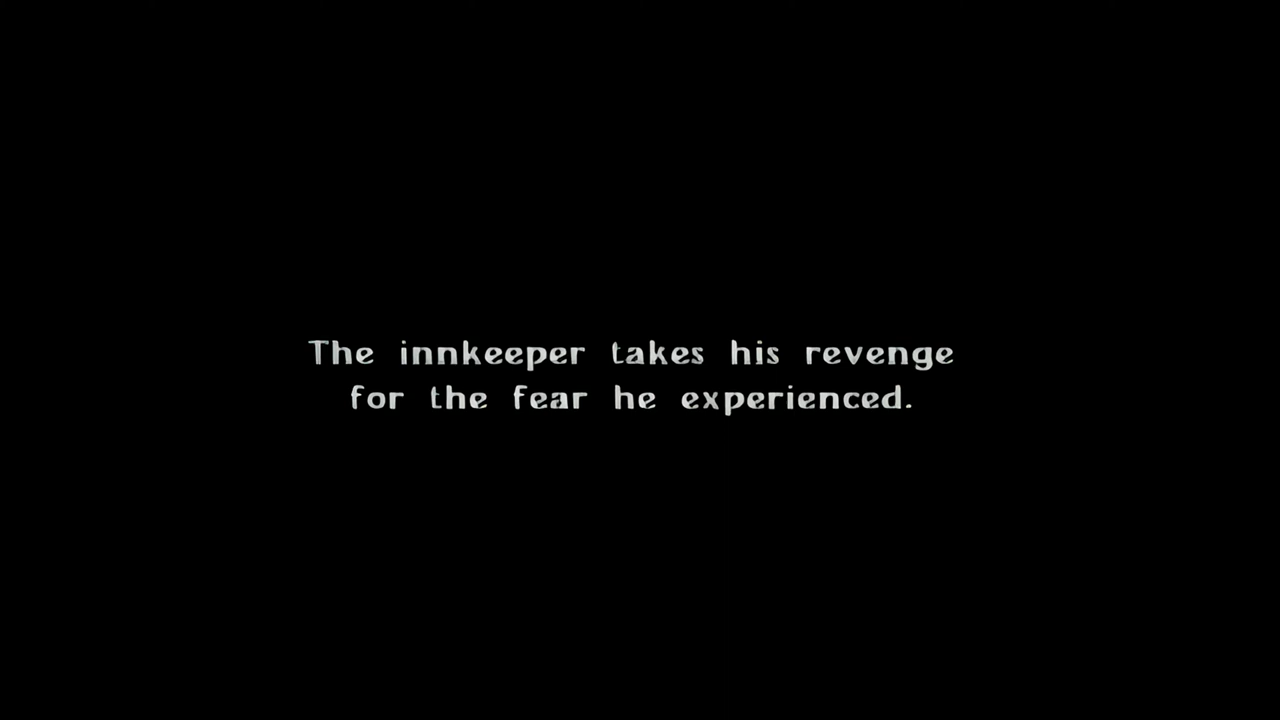 The innkeeper takes his revenge
for the fear he experienced.